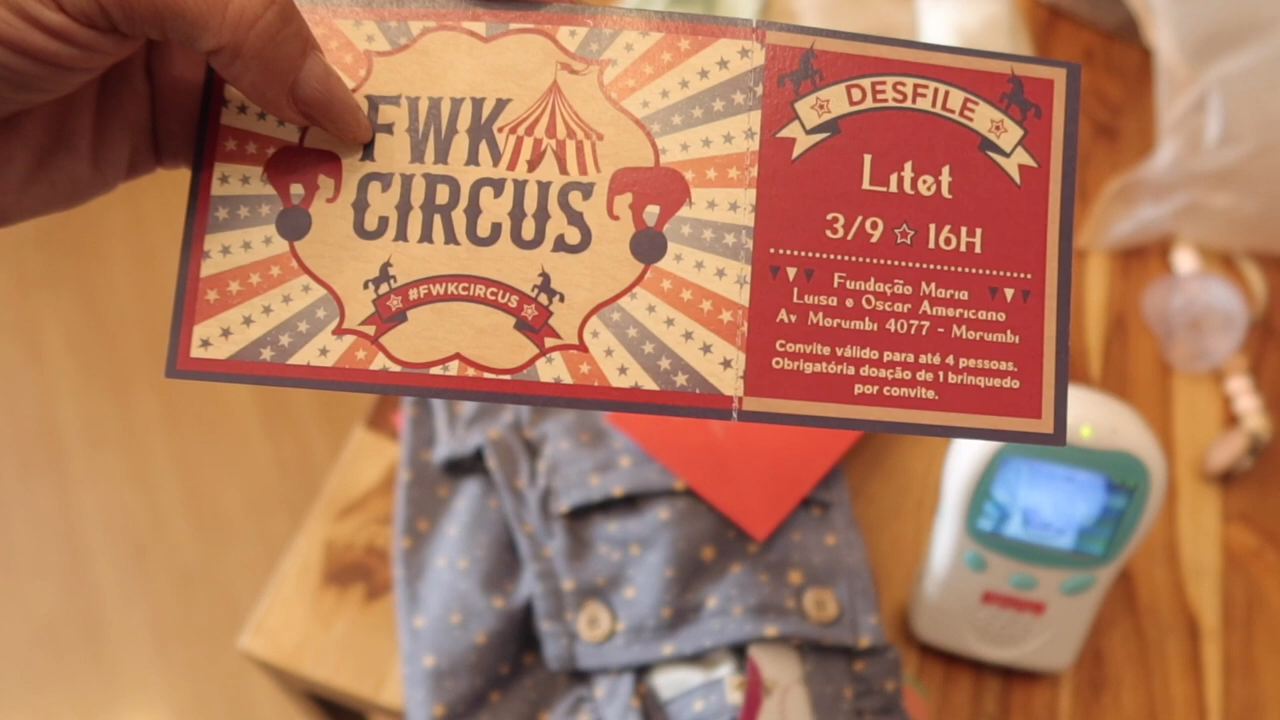 FWK
CIRCUS
#FWKCIRCUS
DESFILE
Litet
3/9 ☆ 16H
Fundação Maria
Luisa e Oscar Americano
Av Morumbi 4077 - Morumbi
Convite válido para até 4 pessoas.
Obrigatória doação de 1 brinquedo
por convite.